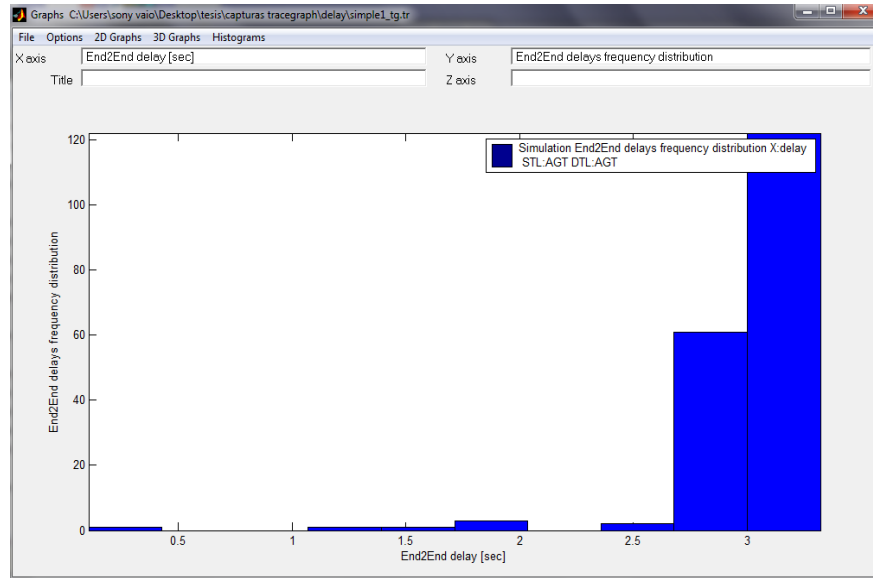 Graphs C:\Users\sony vaio\Desktop\tesis\capturas tracegraph\delay\simple1_tg.tr
File Options 2D Graphs 3D Graphs Histograms
X axis End2End delay [sec] Y axis End2End delays frequency distribution
Title Z axis
Simulation End2End delays frequency distribution X:delay
STL:AGT DTL:AGT
120
100
80
60
40
20
0
End2End delays frequency distribution
0.5 1 1.5 2 2.5 3
End2End delay [sec]